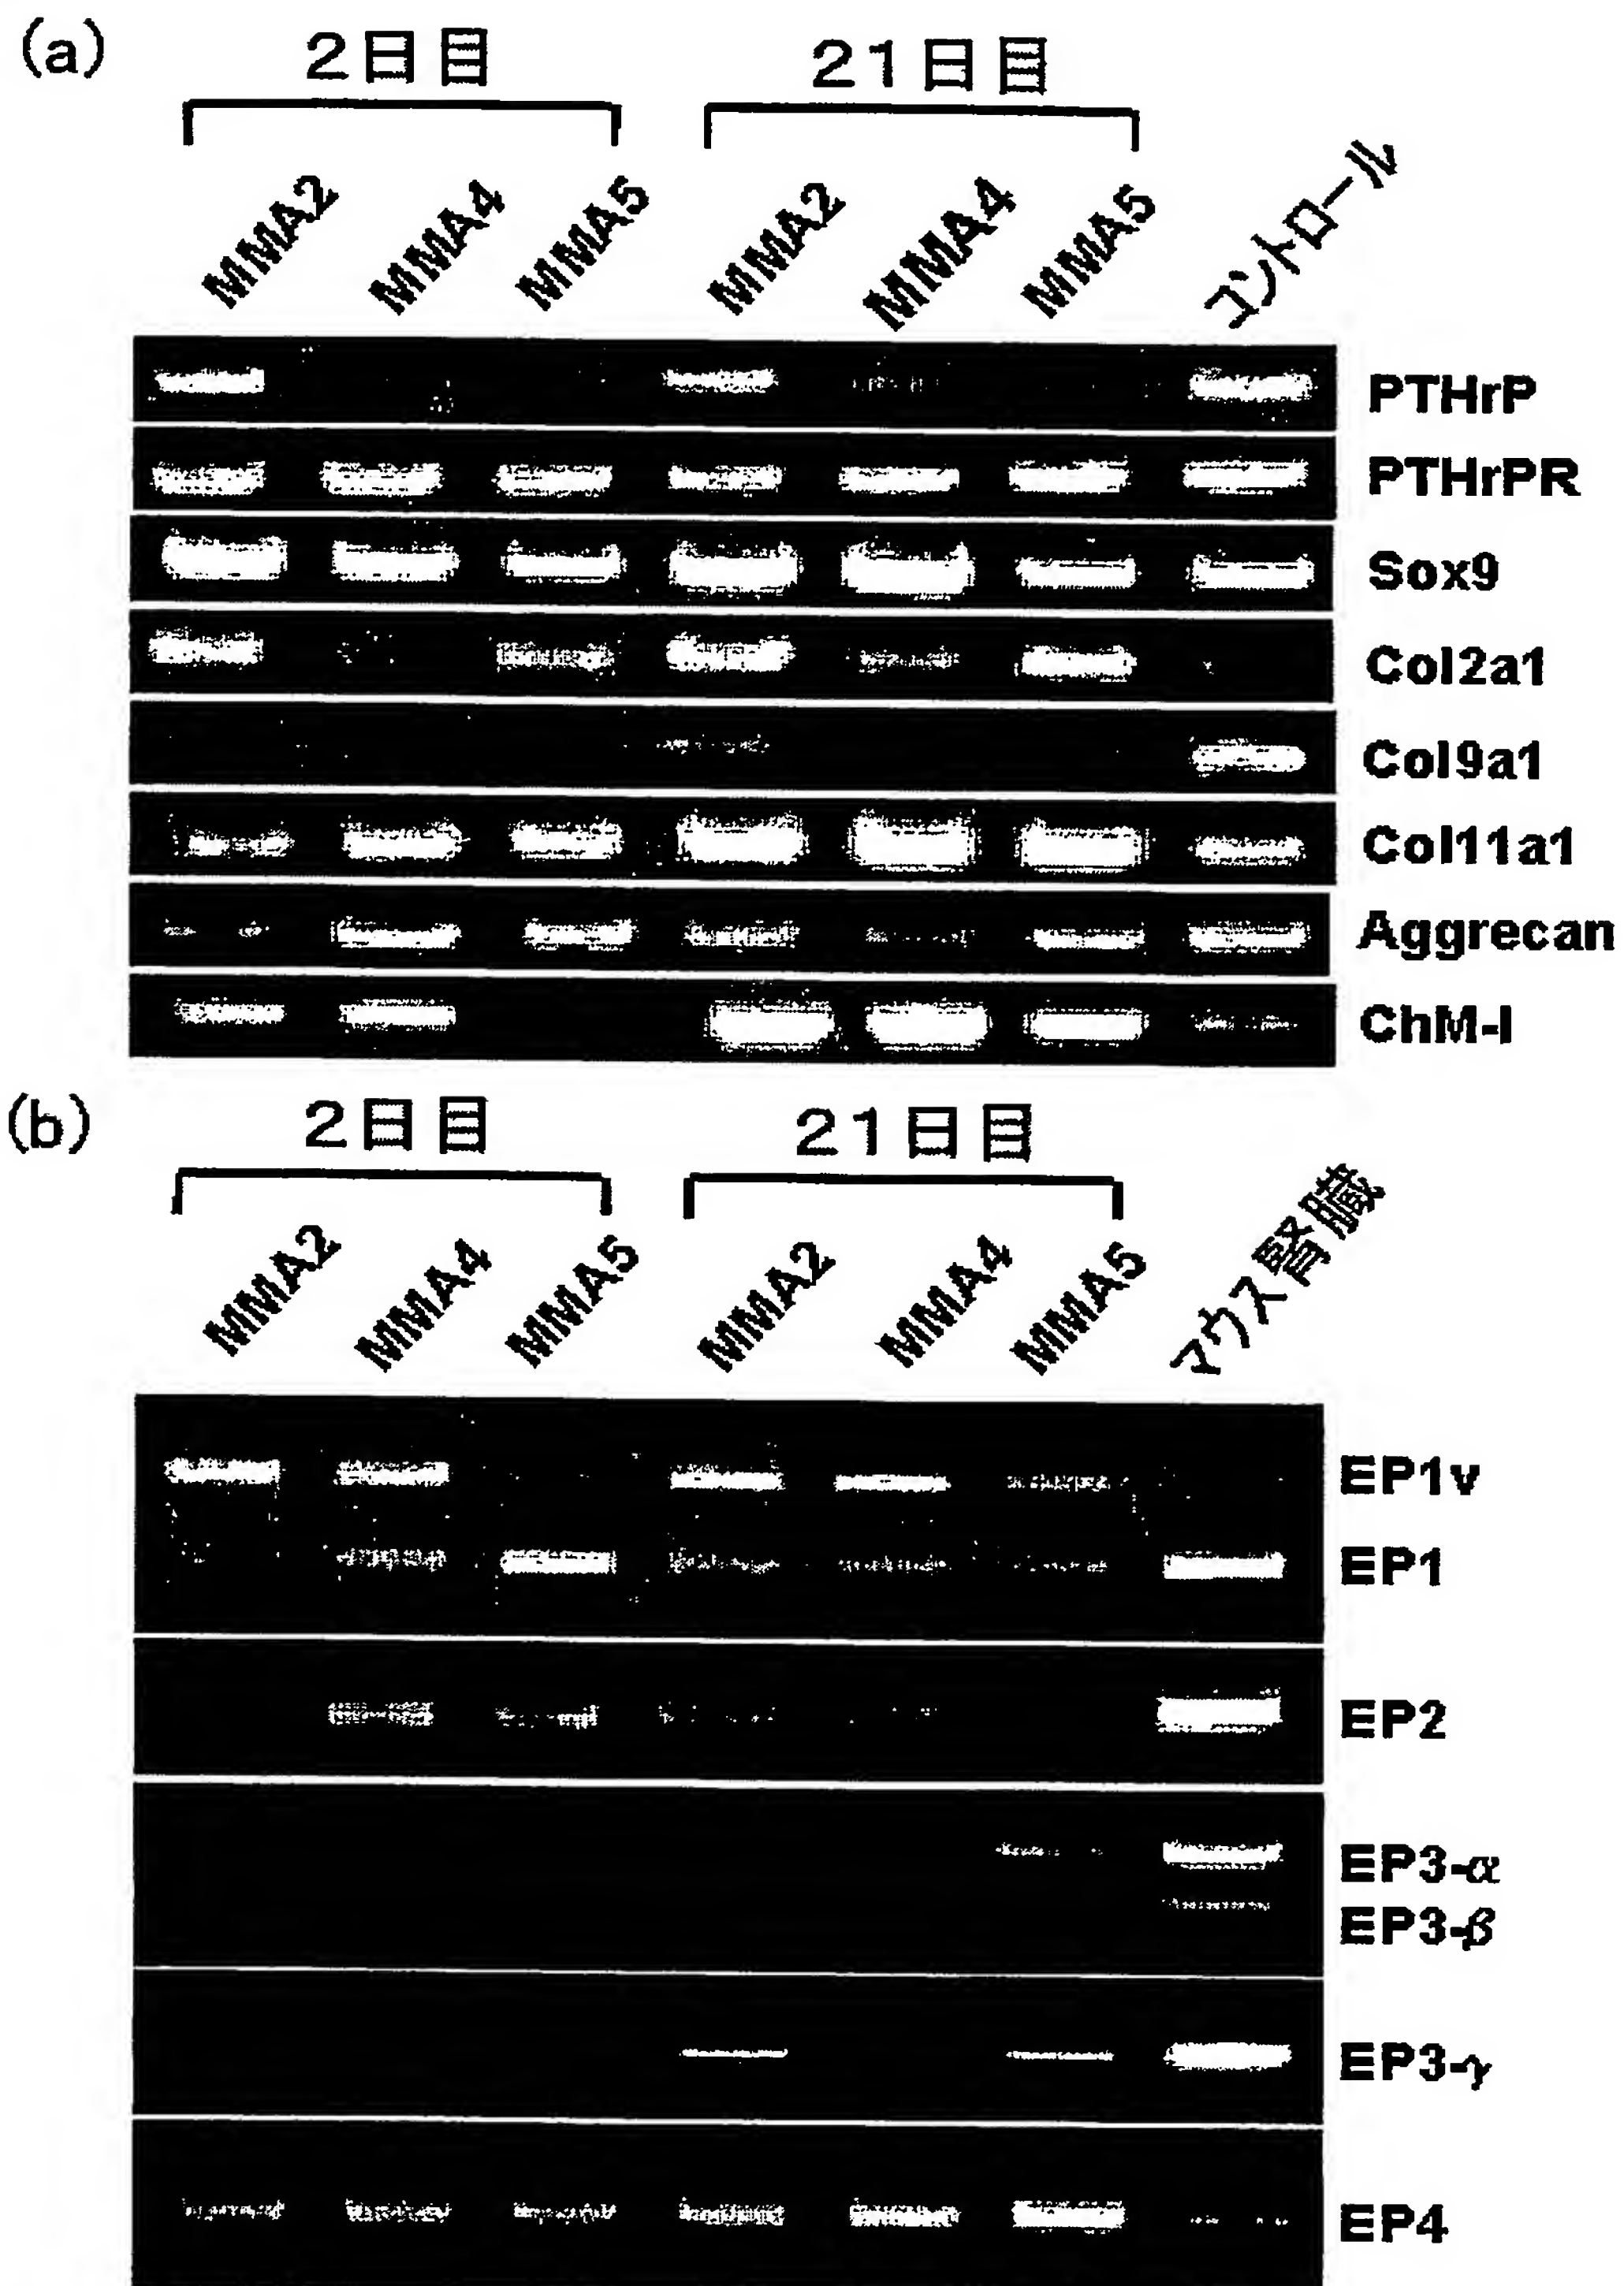 (a)
2日目 21日目
MMA2 MMA4 MMA5 MMA2 MMA4 MMA5 コントロール
PTHrP
PTHrPR
Sox9
Col2a1
Col9a1
Col11a1
Aggrecan
ChM-I
(b)
2日目 21日目
MMA2 MMA4 MMA5 MMA2 MMA4 MMA5 マウス腎臓
EP1v
EP1
EP2
EP3-α
EP3-β
EP3-γ
EP4